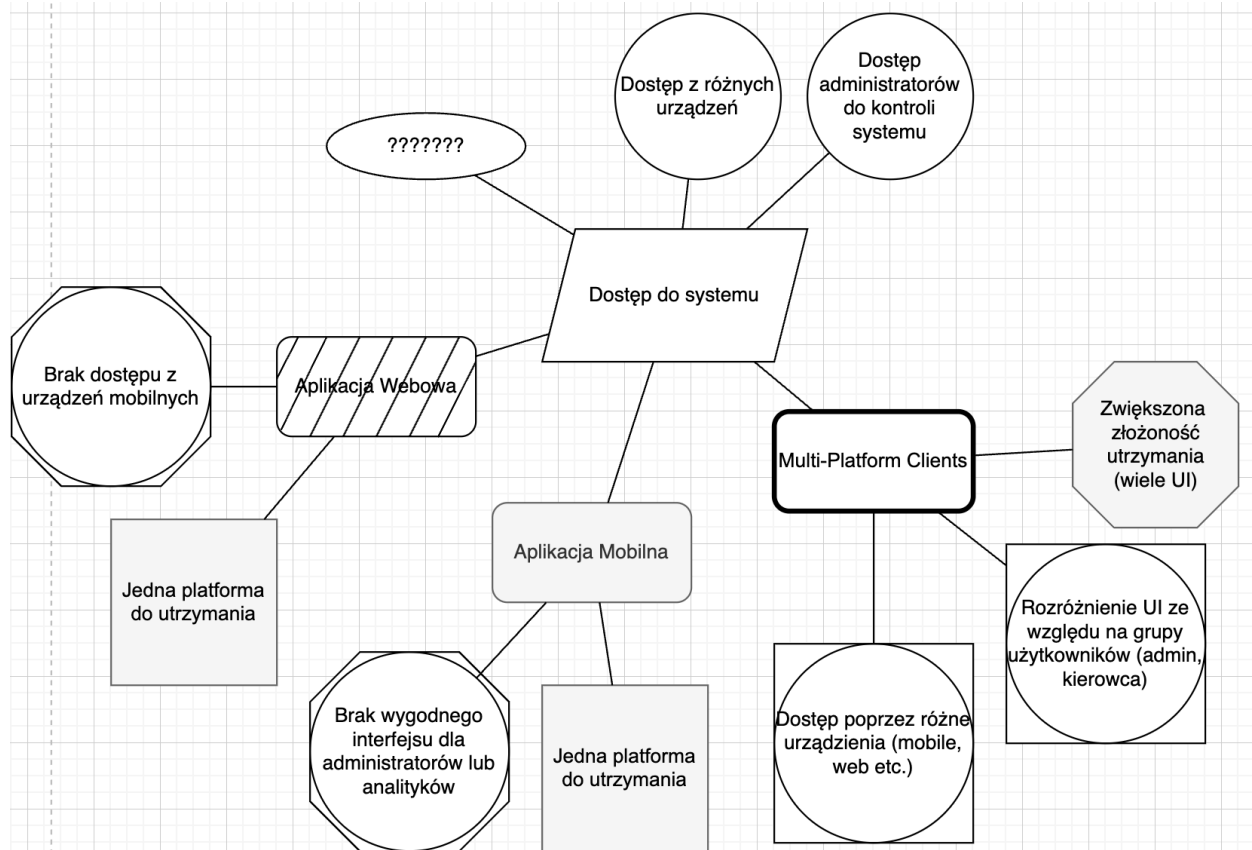 Dostęp z różnych
urządzeń
Dostęp
administratorów
do kontroli
systemu
???????
Dostęp do systemu
Brak dostępu z
urządzeń mobilnych
Aplikacja Webowa
Multi-Platform Clients
Zwiększona
złożoność
utrzymania
(wiele UI)
Aplikacja Mobilna
Jedna platforma
do utrzymania
Rozróżnienie UI ze
względu na grupy
użytkowników (admin,
kierowca)
Brak wygodnego
interfejsu dla
administratorów lub
analityków
Jedna platforma
do utrzymania
Dostęp poprzez różne
urządzienia (mobile,
web etc.)